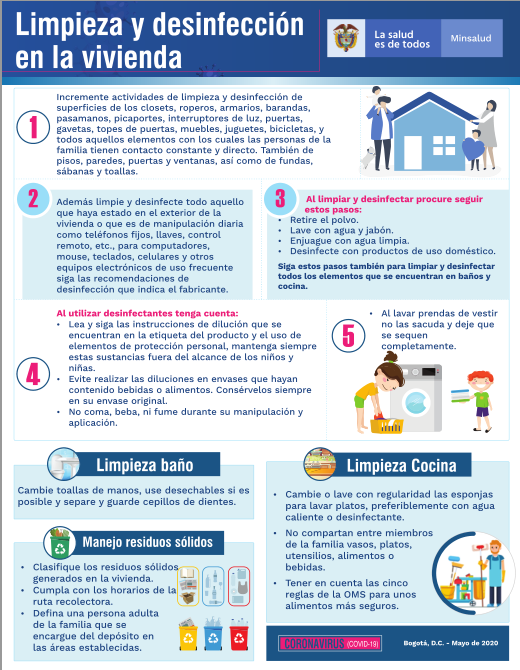 Limpieza y desinfección
en la vivienda
La salud
es de todos
Minsalud
1
Incremente actividades de limpieza y desinfección de
superficies de los closets, roperos, armarios, barandas,
pasamanos, picaportes, interruptores de luz, puertas,
gavetas, topes de puertas, muebles, juguetes, bicicletas, y
todos aquellos elementos con los cuales las personas de la
familia tienen contacto constante y directo. También de
pisos, paredes, puertas y ventanas, así como de fundas,
sábanas y toallas.
2
Además limpie y desinfecte todo aquello
que haya estado en el exterior de la
vivienda o que es de manipulación diaria
como teléfonos fijos, llaves, control
remoto, etc., para computadores,
mouse, teclados, celulares y otros
equipos electrónicos de uso frecuente
siga las recomendaciones de
desinfección que indica el fabricante.
3
Al limpiar y desinfectar procure seguir
estos pasos:
• Retire el polvo.
• Lave con agua y jabón.
• Enjuague con agua limpia.
• Desinfecte con productos de uso doméstico.
Siga estos pasos también para limpiar y desinfectar
todos los elementos que se encuentran en baños y
cocina.
4
Al utilizar desinfectantes tenga cuenta:
• Lea y siga las instrucciones de dilución que se
encuentran en la etiqueta del producto y el uso de
elementos de protección personal, mantenga siempre
estas sustancias fuera del alcance de los niños y
niñas.
• Evite realizar las diluciones en envases que hayan
contenido bebidas o alimentos. Consérvelos siempre
en su envase original.
• No coma, beba, ni fume durante su manipulación y
aplicación.
5
• Al lavar prendas de vestir
no las sacuda y deje que
se sequen
completamente.
Limpieza baño
Cambie toallas de manos, use desechables si es
posible y separe y guarde cepillos de dientes.
Manejo residuos sólidos
• Clasifique los residuos sólidos
generados en la vivienda.
• Cumpla con los horarios de la
ruta recolectora.
• Defina una persona adulta
de la familia que se
encargue del depósito en
las áreas establecidas.
Limpieza Cocina
• Cambie o lave con regularidad las esponjas
para lavar platos, preferiblemente con agua
caliente o desinfectante.
• No compartan entre miembros
de la familia vasos, platos,
utensilios, alimentos o
bebidas.
• Tener en cuenta las cinco
reglas de la OMS para unos
alimentos más seguros.
CORONAVIRUS (COVID-19)
Bogotá, D.C. - Mayo de 2020